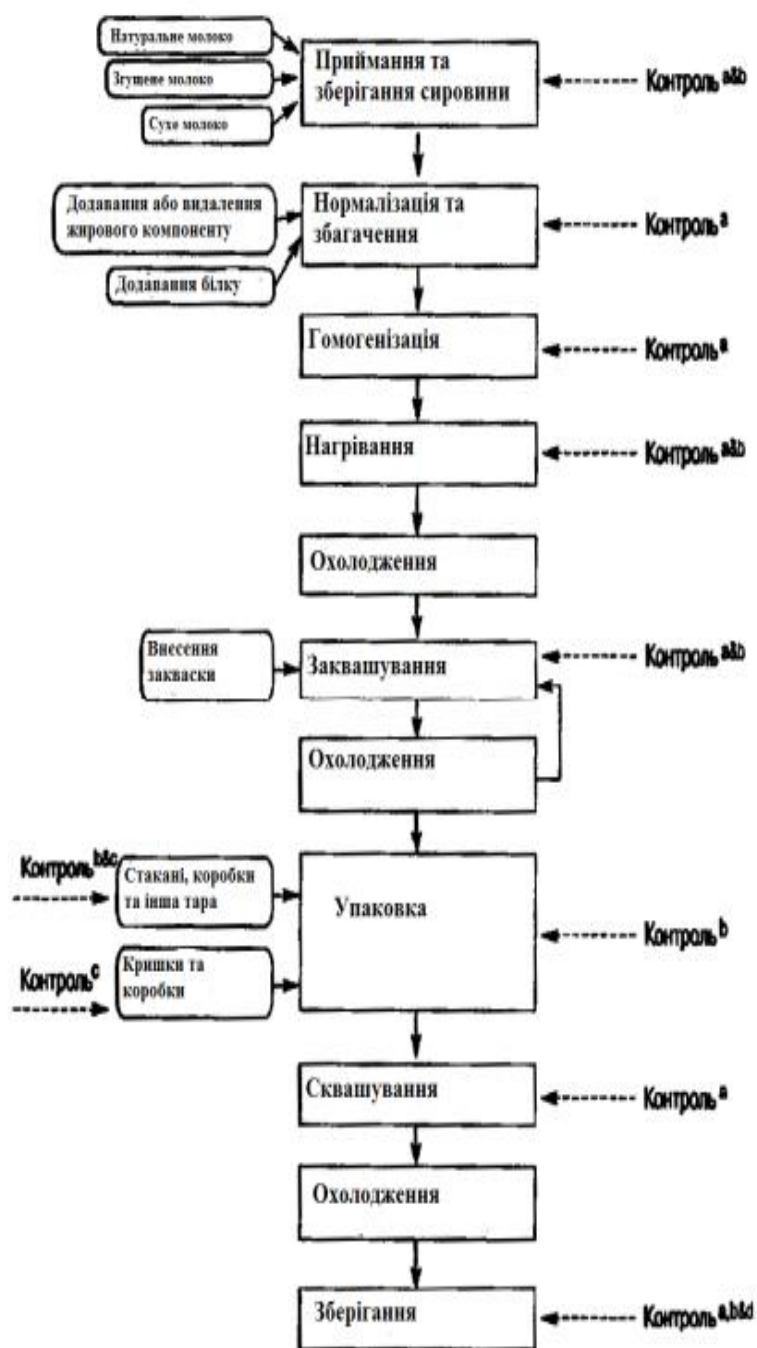 Натуральне молоко
Згущене молоко
Сухе молоко
Приймання та
зберігання сировини
Контроль a&b
Додавання або видалення
жирового компоненту
Додавання білку
Нормалізація та
збагачення
Контроль a
Гомогенізація
Контроль a
Нагрівання
Контроль a&b
Охолодження
Внесення
закваски
Заквашування
Контроль a&b
Охолодження
Контроль b&c
Стакані, коробки
та інша тара
Упаковка
Контроль b
Контроль c
Кришки та
коробки
Сквашування
Контроль a
Охолодження
Зберігання
Контроль a,b&d